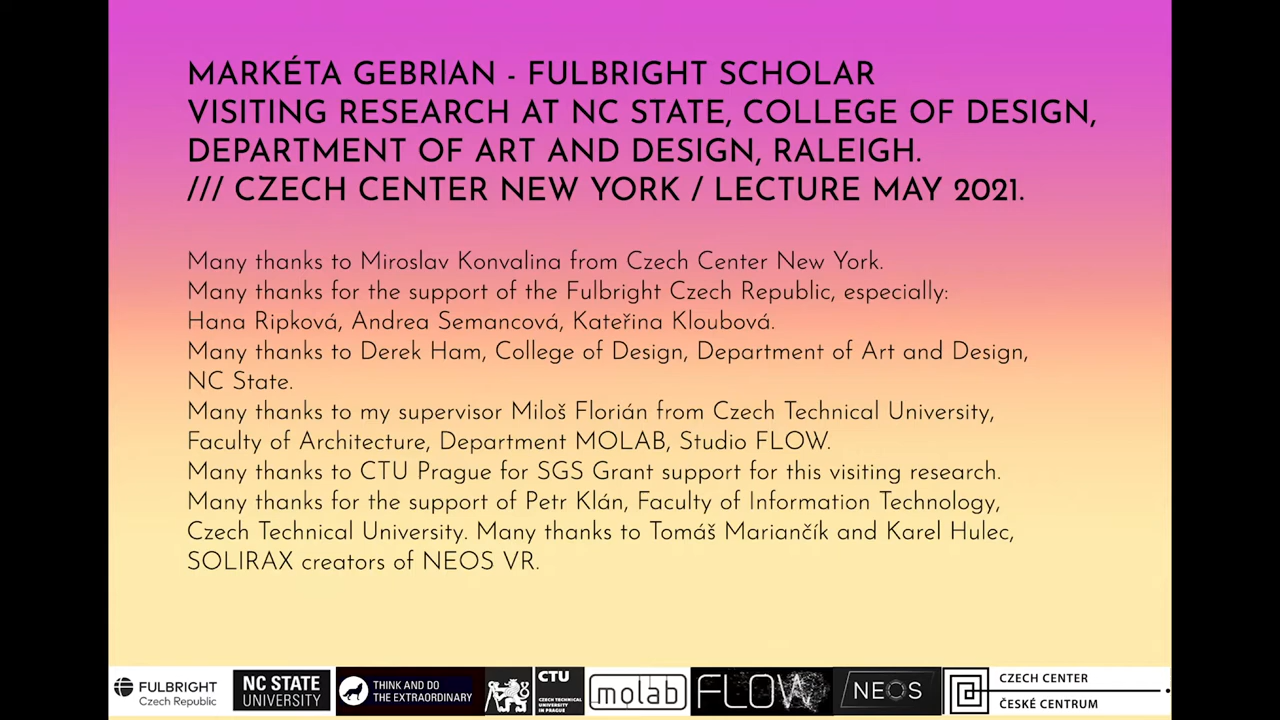 MARKÉTA GEBRIAN - FULBRIGHT SCHOLAR
VISITING RESEARCH AT NC STATE, COLLEGE OF DESIGN,
DEPARTMENT OF ART AND DESIGN, RALEIGH.
/// CZECH CENTER NEW YORK / LECTURE MAY 2021.
Many thanks to Miroslav Konvalina from Czech Center New York.
Many thanks for the support of the Fulbright Czech Republic, especially:
Hana Ripková, Andrea Semancová, Kateřina Kloubová.
Many thanks to Derek Ham, College of Design, Department of Art and Design,
NC State.
Many thanks to my supervisor Miloš Florián from Czech Technical University,
Faculty of Architecture, Department MOLAB, Studio FLOW.
Many thanks to CTU Prague for SGS Grant support for this visiting research.
Many thanks for the support of Petr Klán, Faculty of Information Technology,
Czech Technical University. Many thanks to Tomáš Mariančík and Karel Hulec,
SOLIRAX creators of NEOS VR.
FULBRIGHT
Czech Republic
NC STATE
UNIVERSITY
THINK AND DO
THE EXTRAORDINARY
CTU
CZECH TECHNICAL
UNIVERSITY
IN PRAGUE
molab
FLOW
NEOS
CZECH CENTER
ČESKÉ CENTRUM